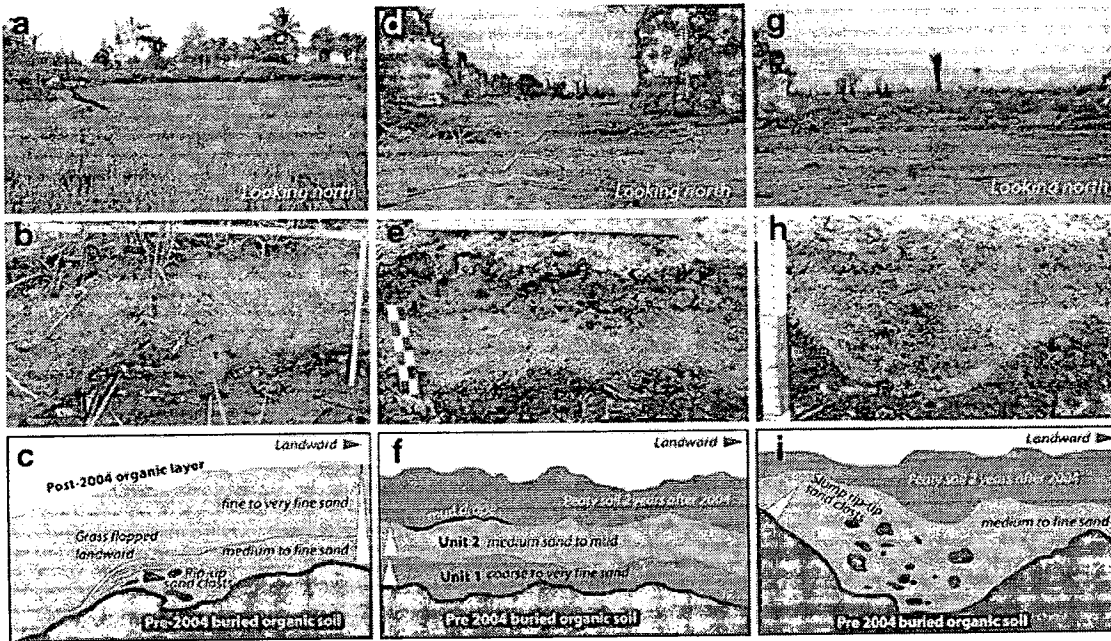 a
Looking north
d
Looking north
g
Looking north
b
e
h
c
Landward
Post-2004 organic layer
fine to very fine sand
Grass flopped
landward
medium to fine sand
Rip-up
sand clasts
Pre-2004 buried organic soil
f
Landward
Peaty soil 2 years after 2004
mud drape
Unit 2 medium sand to mud
Unit 1 coarse to very fine sand
Pre 2004 buried organic soil
i
Landward
Peaty soil 2 years after 2004
Slump rip-up
sand clasts
medium to fine sand
Pre 2004 buried organic soil